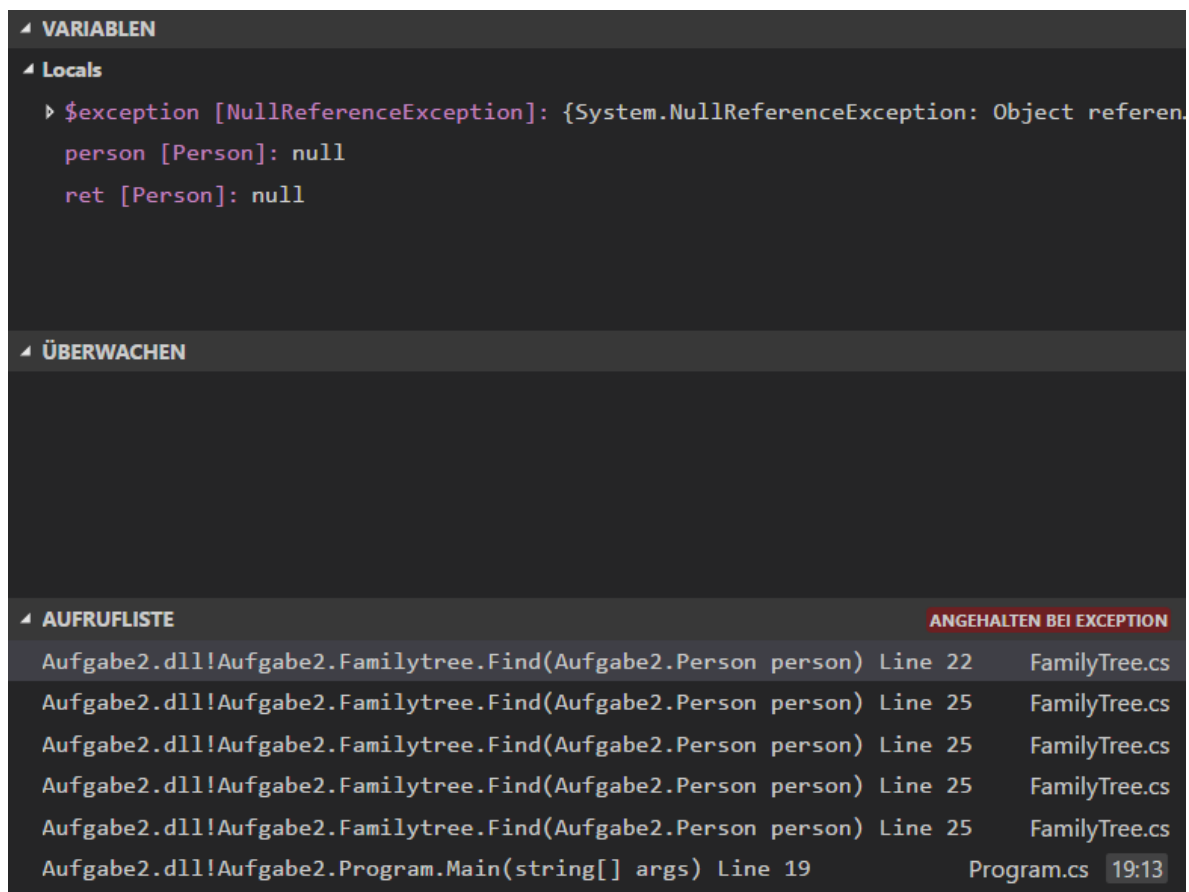 VARIABLEN
Locals
$exception [NullReferenceException]: {System.NullReferenceException: Object referen…
person [Person]: null
ret [Person]: null
ÜBERWACHEN
AUFRUFLISTE ANGEHALTEN BEI EXCEPTION
Aufgabe2.dll!Aufgabe2.Familytree.Find(Aufgabe2.Person person) Line 22 FamilyTree.cs
Aufgabe2.dll!Aufgabe2.Familytree.Find(Aufgabe2.Person person) Line 25 FamilyTree.cs
Aufgabe2.dll!Aufgabe2.Familytree.Find(Aufgabe2.Person person) Line 25 FamilyTree.cs
Aufgabe2.dll!Aufgabe2.Familytree.Find(Aufgabe2.Person person) Line 25 FamilyTree.cs
Aufgabe2.dll!Aufgabe2.Familytree.Find(Aufgabe2.Person person) Line 25 FamilyTree.cs
Aufgabe2.dll!Aufgabe2.Program.Main(string[] args) Line 19 Program.cs 19:13